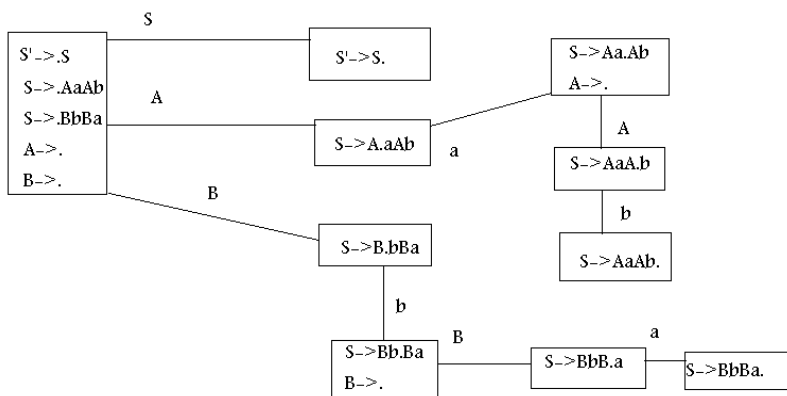 S
S'->.S
S->.AaAb
S->.BbBa
A->.
B->.
S'->S.
S->Aa.Ab
A->.
A
S->A.aAb
a
A
S->AaA.b
b
S->AaAb.
B
S->B.bBa
b
S->Bb.Ba
B->.
B
S->BbB.a
a
S->BbBa.